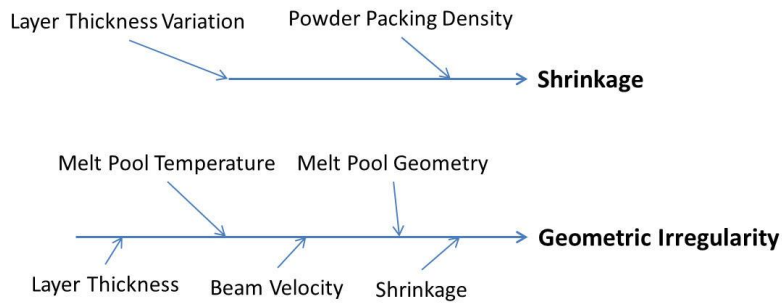 Layer Thickness Variation
Powder Packing Density
Shrinkage
Melt Pool Temperature
Melt Pool Geometry
Geometric Irregularity
Layer Thickness
Beam Velocity
Shrinkage